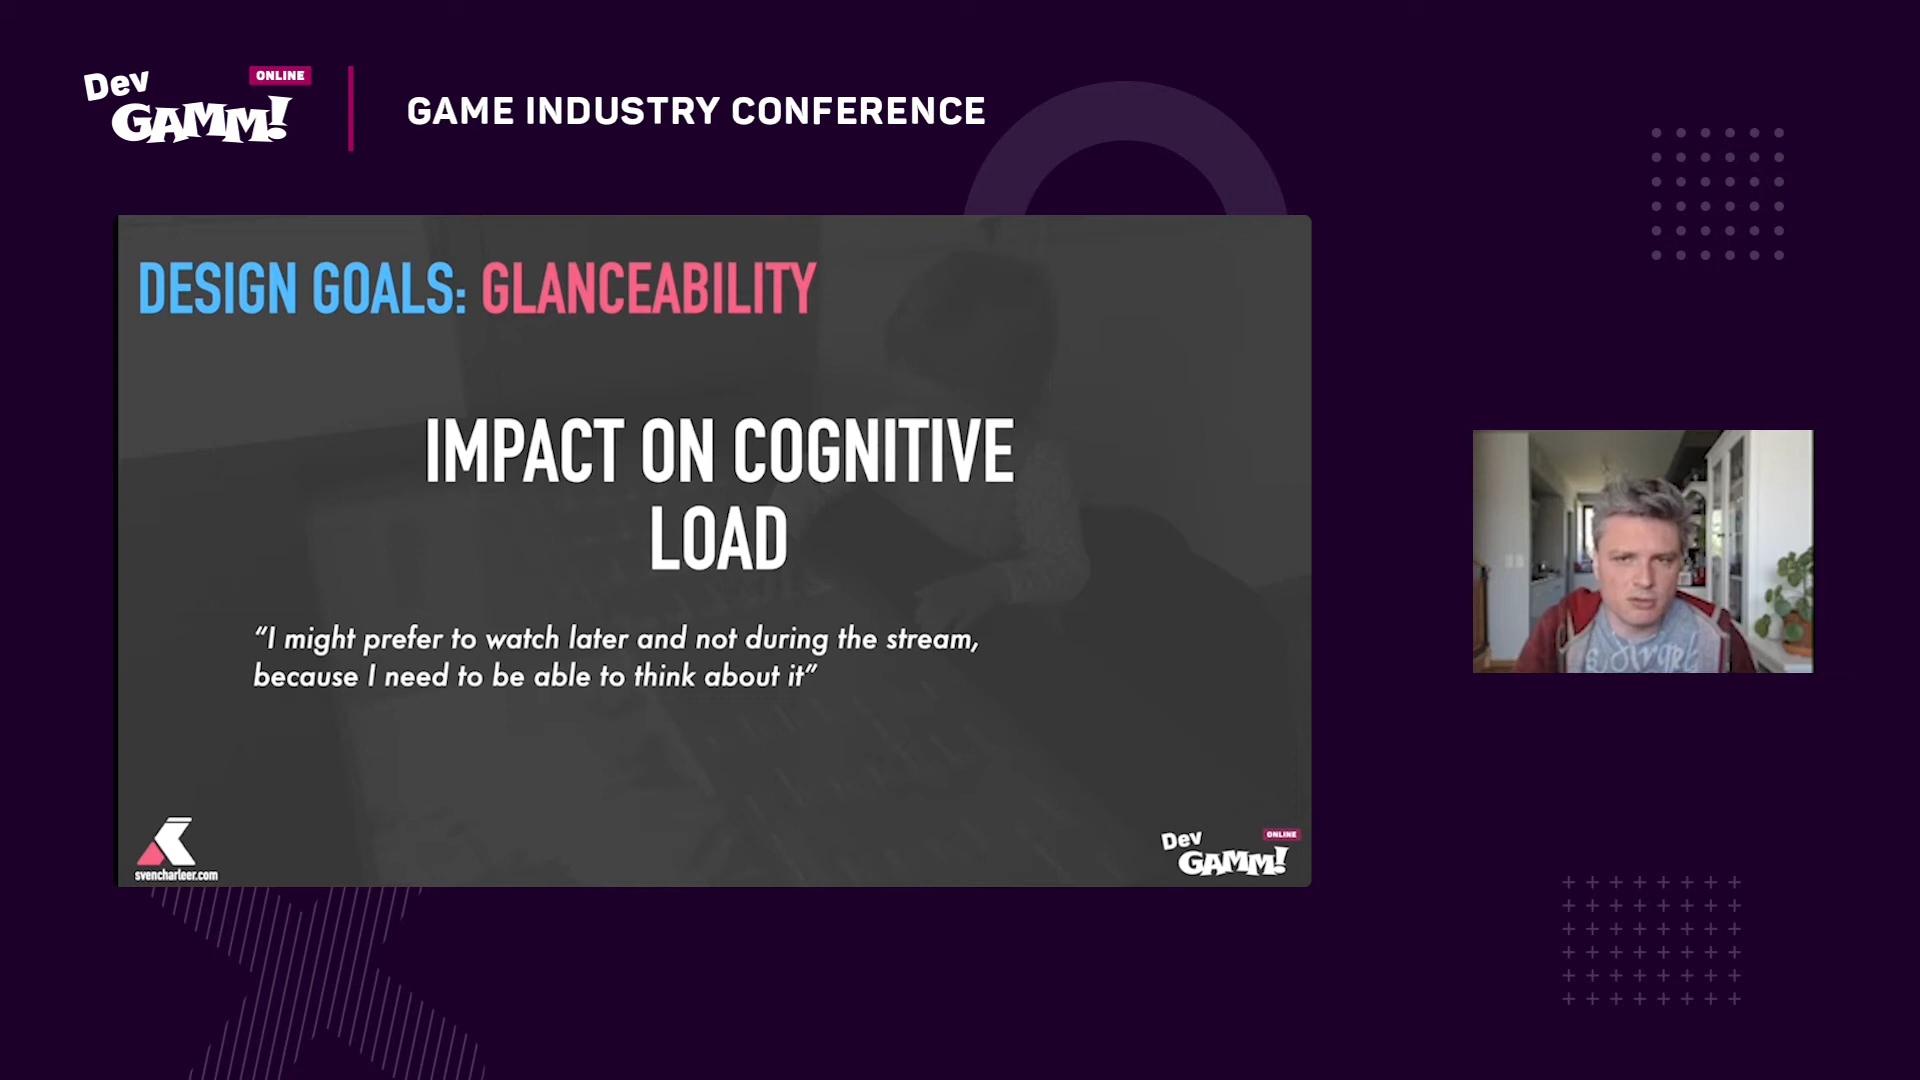 Dev
GAMM!
ONLINE
GAME INDUSTRY CONFERENCE
DESIGN GOALS: GLANCEABILITY
IMPACT ON COGNITIVE
LOAD
“I might prefer to watch later and not during the stream,
because I need to be able to think about it”
svencharleer.com
Dev
GAMM!
ONLINE